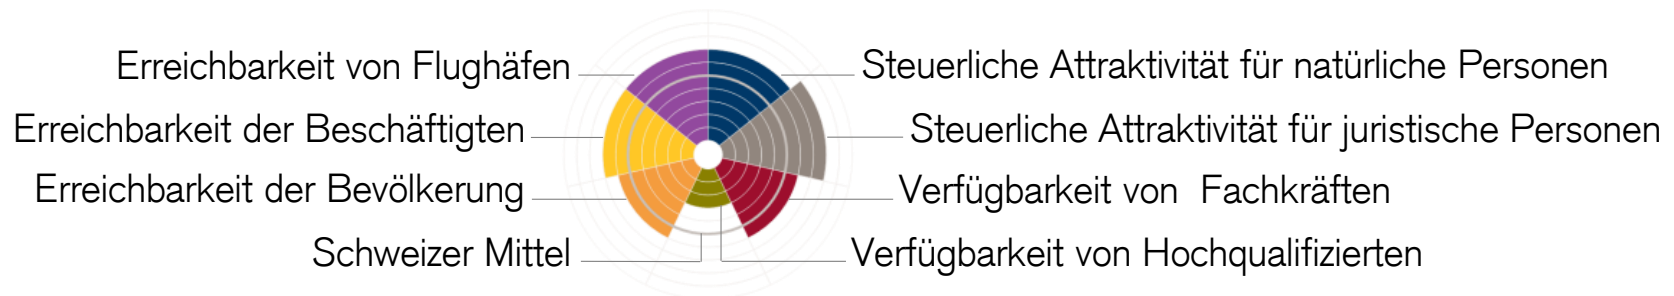 Erreichbarkeit von Flughäfen
Steuerliche Attraktivität für natürliche Personen
Erreichbarkeit der Beschäftigten
Steuerliche Attraktivität für juristische Personen
Erreichbarkeit der Bevölkerung
Verfügbarkeit von Fachkräften
Schweizer Mittel
Verfügbarkeit von Hochqualifizierten